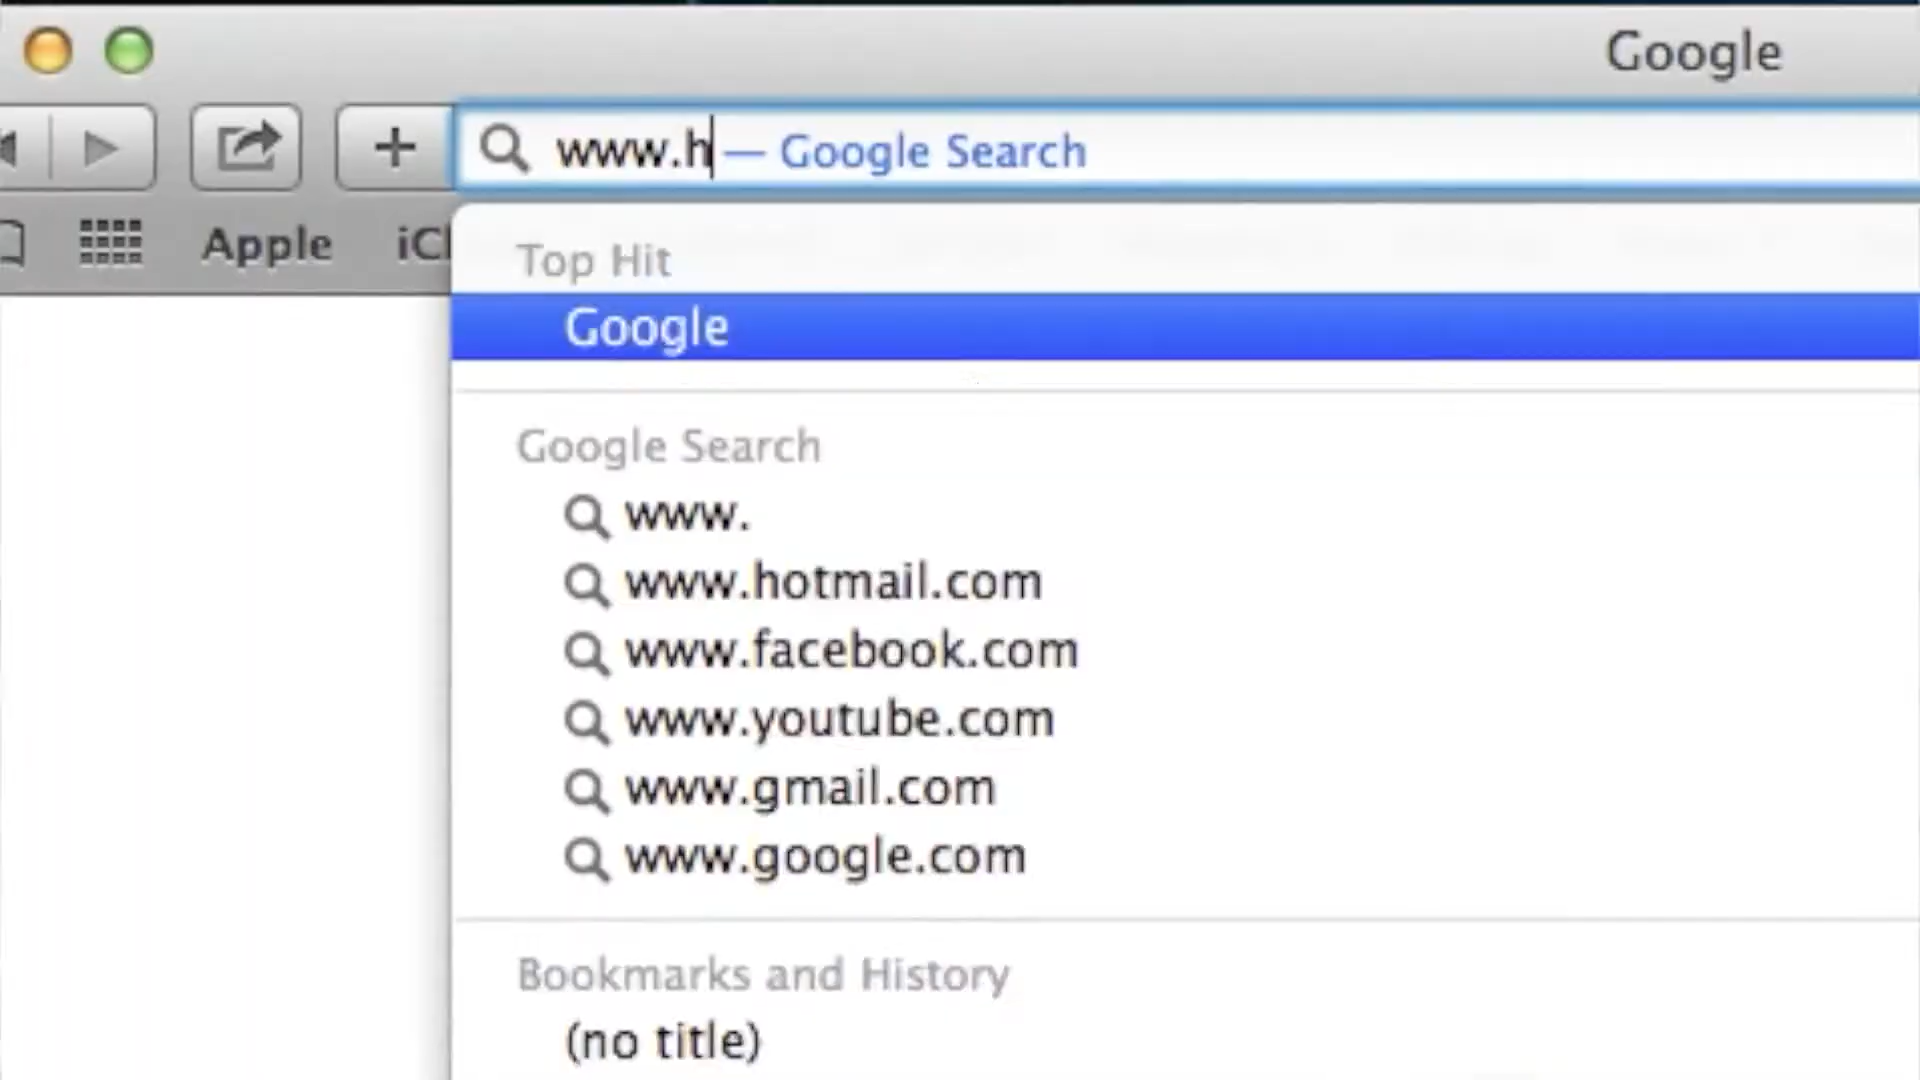 Google
www.h — Google Search
Apple
iCl
Top Hit
Google
Google Search
www.
www.hotmail.com
www.facebook.com
www.youtube.com
www.gmail.com
www.google.com
Bookmarks and History
(no title)